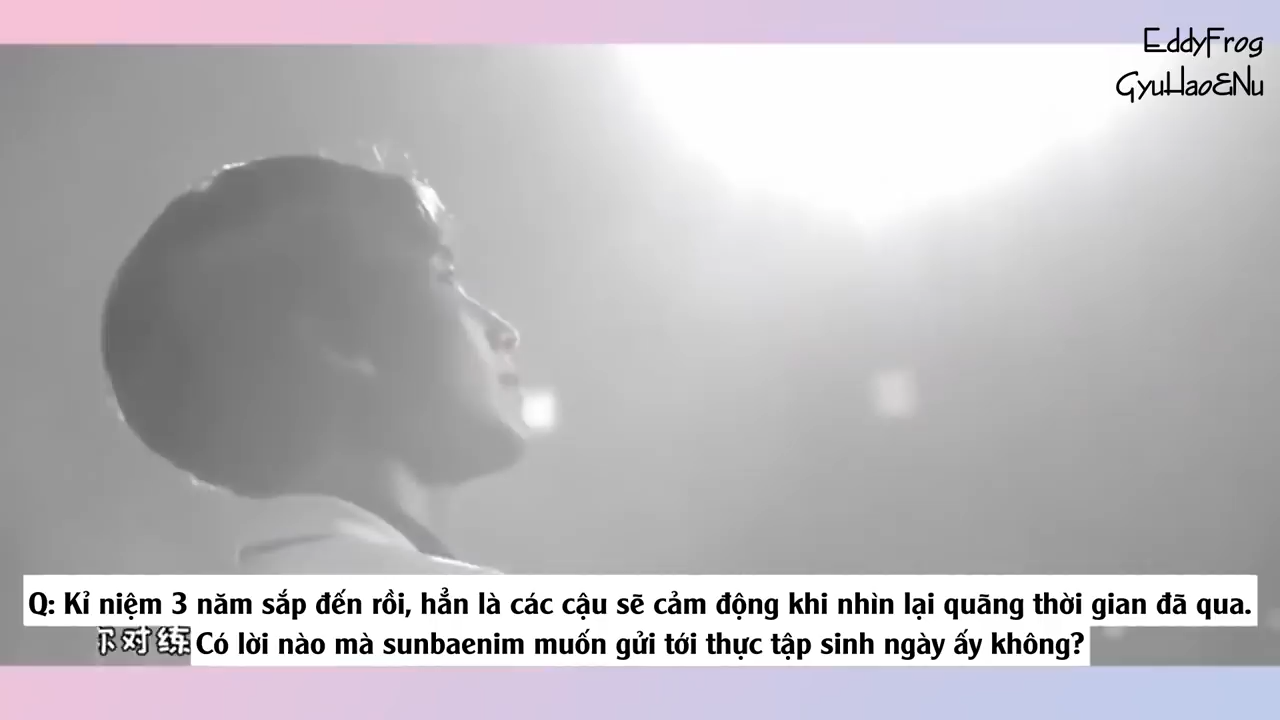 EddyFrog
GyuHao&Nu
Q: Kỉ niệm 3 năm sắp đến rồi, hẳn là các cậu sẽ cảm động khi nhìn lại quãng thời gian đã qua.
对练
Có lời nào mà sunbaenim muốn gửi tới thực tập sinh ngày ấy không?